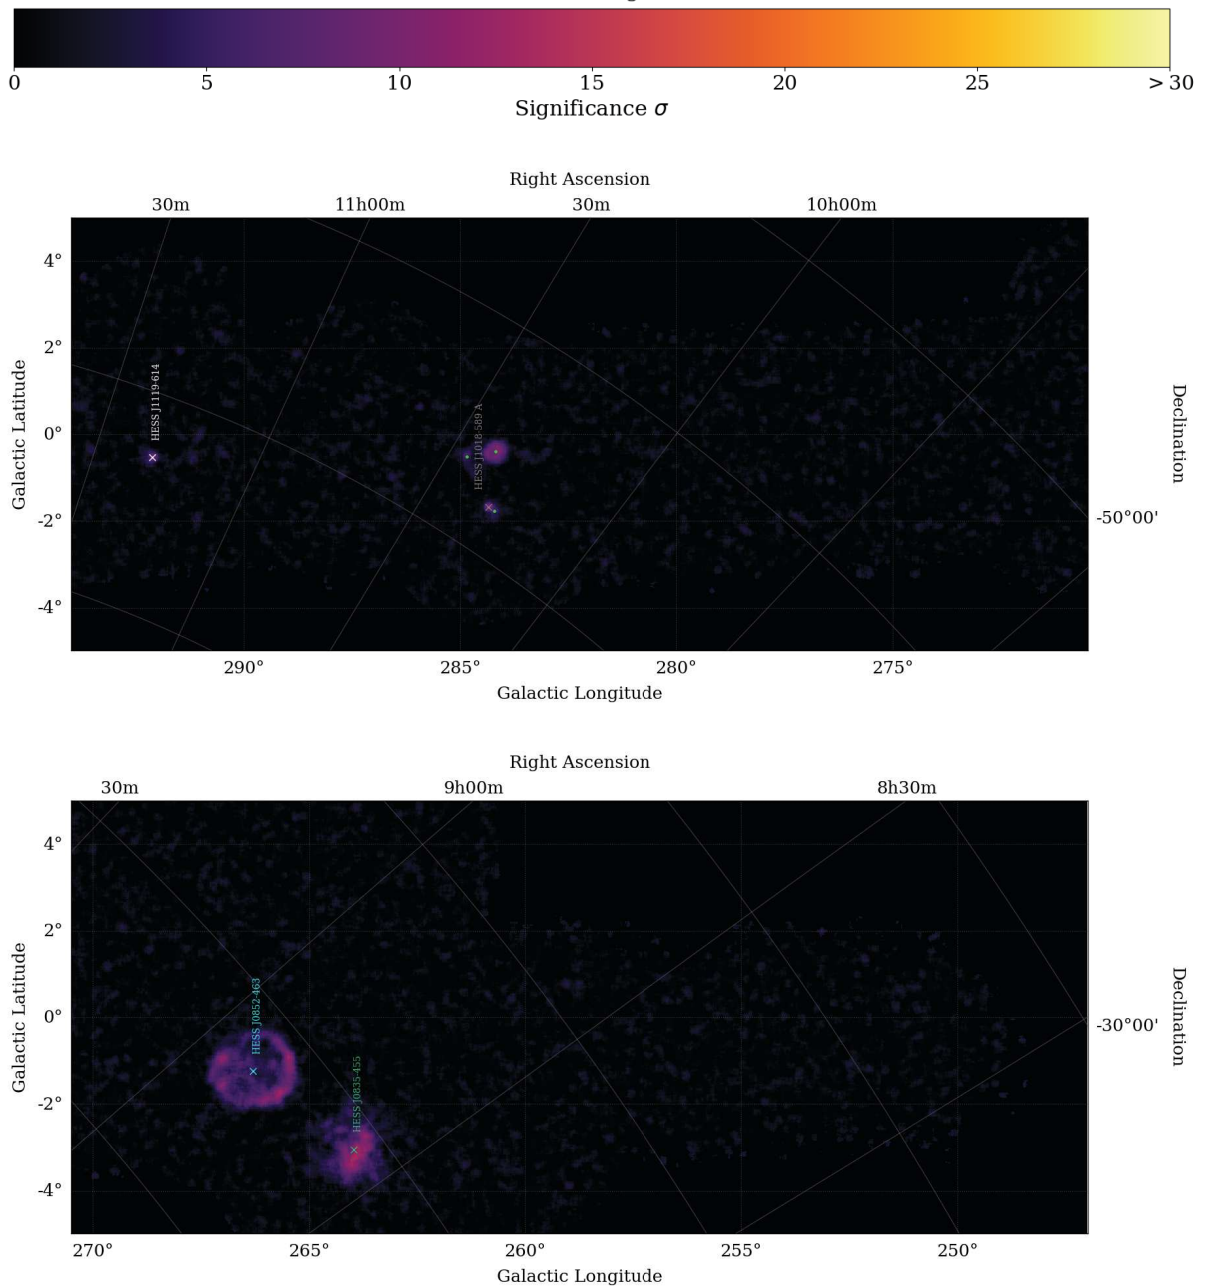 0 5 10 15 20 25 > 30
Significance σ
Right Ascension
30m 11h00m 30m 10h00m
4°
2°
0°
-2°
-4°
Galactic Latitude
HESS J1119-614
HESS J1018-589 A
Declination
-50°00'
290° 285° 280° 275°
Galactic Longitude
Right Ascension
30m 9h00m 8h30m
4°
2°
0°
-2°
-4°
Galactic Latitude
HESS J0852-463
HESS J0835-455
Declination
-30°00'
270° 265° 260° 255° 250°
Galactic Longitude